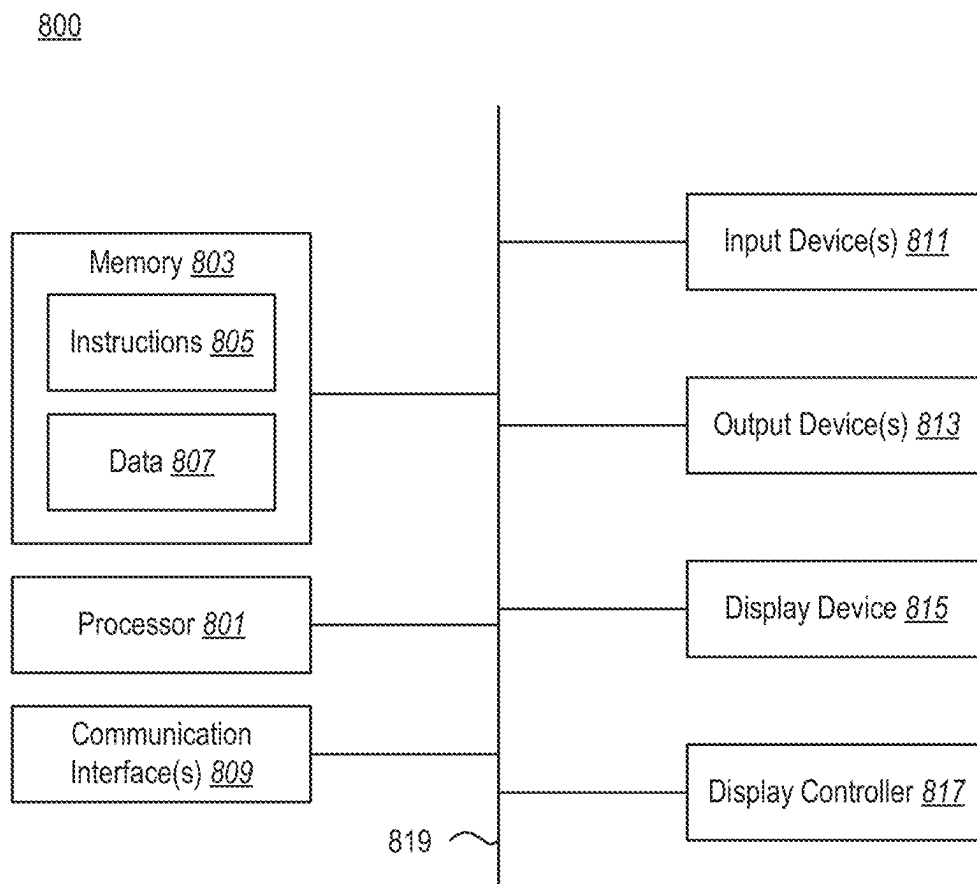 800
Memory 803
Instructions 805
Data 807
Processor 801
Communication
Interface(s) 809
819
Input Device(s) 811
Output Device(s) 813
Display Device 815
Display Controller 817